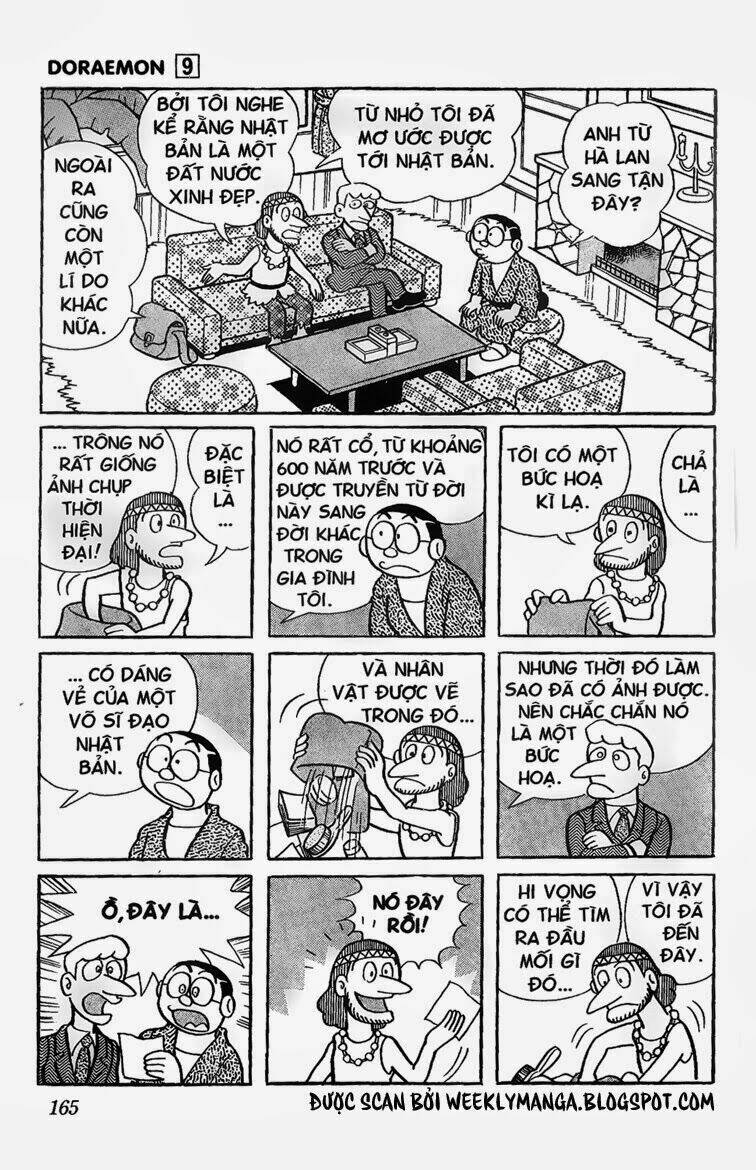 DORAEMON 9
ANH TỪ
HÀ LAN
SANG TẬN
ĐÂY?
TỪ NHỎ TÔI ĐÃ
MƠ ƯỚC ĐƯỢC
TỚI NHẬT BẢN.
BỞI TÔI NGHE
KỂ RẰNG NHẬT
BẢN LÀ MỘT
ĐẤT NƯỚC
XINH ĐẸP.
NGOÀI
RA
CŨNG
CÒN
MỘT
LÍ DO
KHÁC
NỮA.
CHẢ
LÀ ...
TÔI CÓ MỘT
BỨC HOẠ
KÌ LẠ.
NÓ RẤT CỔ, TỪ KHOẢNG
600 NĂM TRƯỚC VÀ
ĐƯỢC TRUYỀN TỪ ĐỜI
NÀY SANG
ĐỜI KHÁC
TRONG
GIA ĐÌNH
TÔI.
ĐẶC
BIỆT
LÀ
...
... TRÔNG NÓ
RẤT GIỐNG
ẢNH CHỤP
THỜI
HIỆN
ĐẠI!
NHƯNG THỜI ĐÓ LÀM
SAO ĐÃ CÓ ẢNH ĐƯỢC.
NÊN CHẮC CHẮN NÓ
LÀ MỘT
BỨC
HOẠ.
VÀ NHÂN
VẬT ĐƯỢC VẼ
TRONG ĐÓ...
... CÓ DÁNG
VẺ CỦA MỘT
VÕ SĨ ĐẠO
NHẬT
BẢN.
VÌ VẬY
TÔI ĐÃ
ĐẾN
ĐÂY.
HI VỌNG
CÓ THỂ TÌM
RA ĐẦU
MỐI GÌ
ĐÓ...
NÓ ĐÂY
RỒI!
Ồ, ĐÂY LÀ...
165
ĐƯỢC SCAN BỞI WEEKLYMANGA.BLOGSPOT.COM